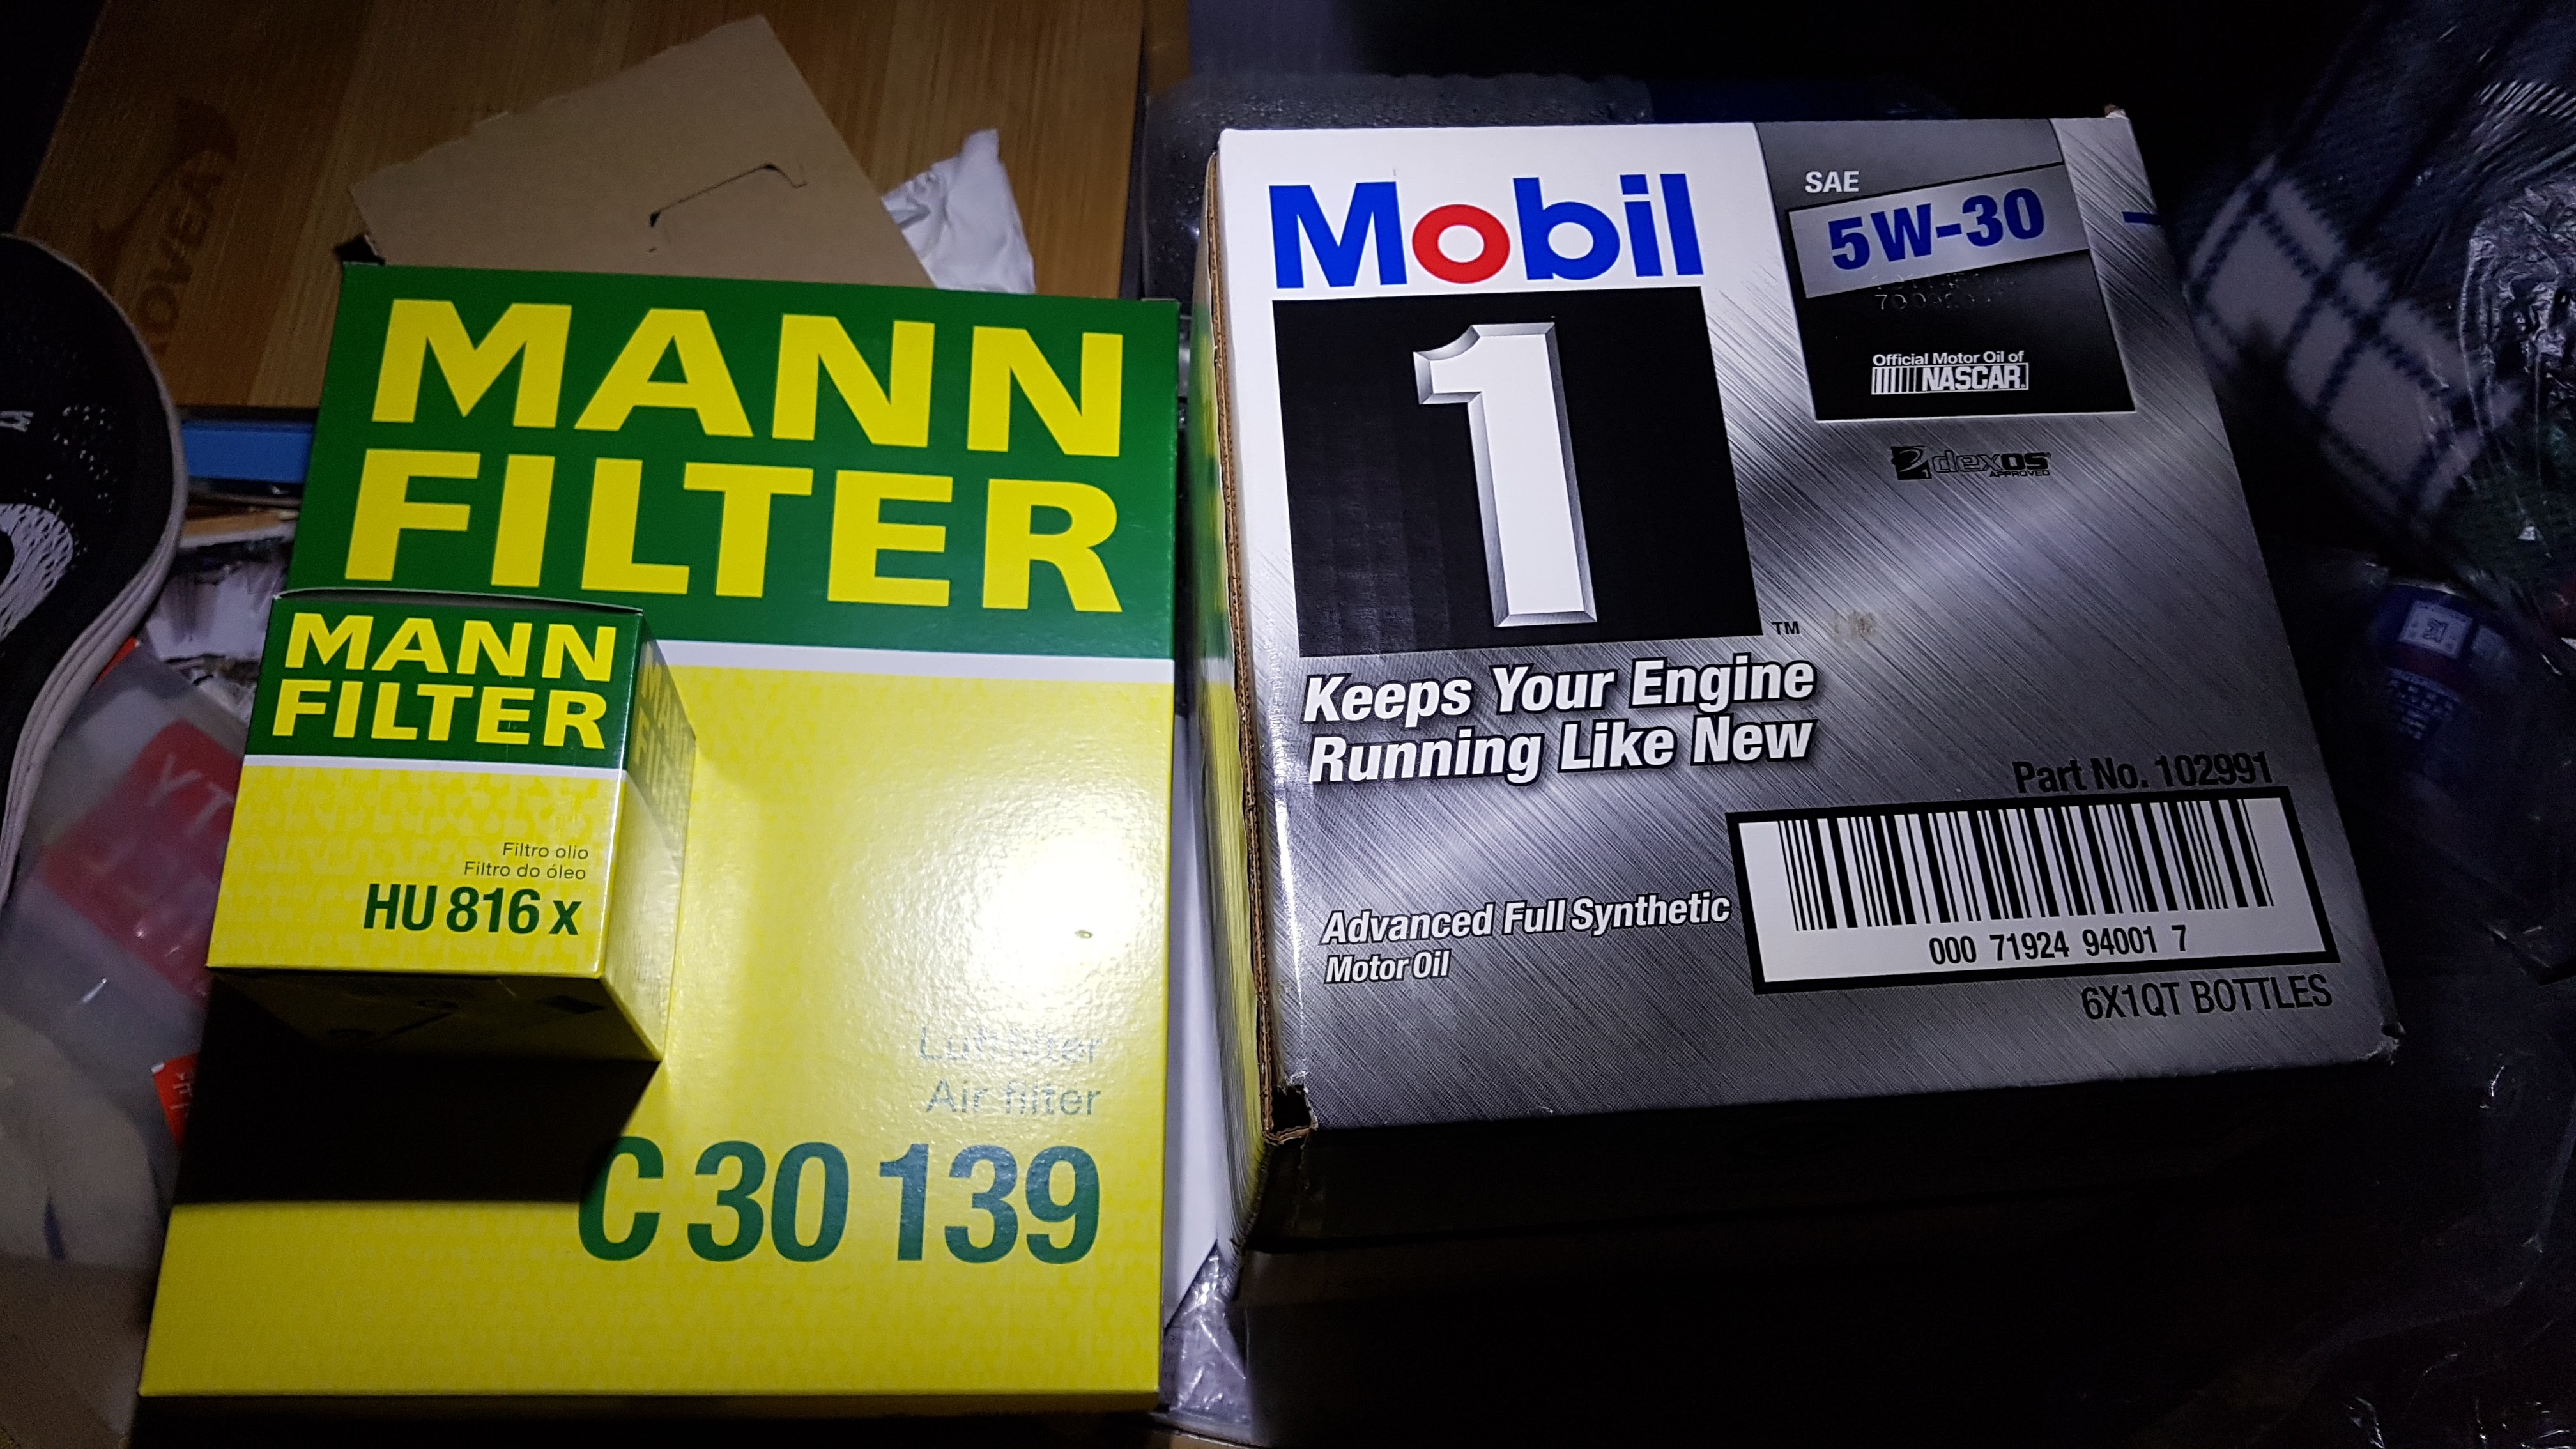 MANN
FILTER
Luftfilter
Air filter
C 30 139
MANN
FILTER
Filtro olio
Filtro do óleo
HU 816 x
MANN
Mobil
1
TM
SAE
5W-30
Official Motor Oil of
NASCAR
dexos
APPROVED
Keeps Your Engine
Running Like New
Part No. 102991
Advanced Full Synthetic
Motor Oil
000 71924 94001 7
6X1QT BOTTLES